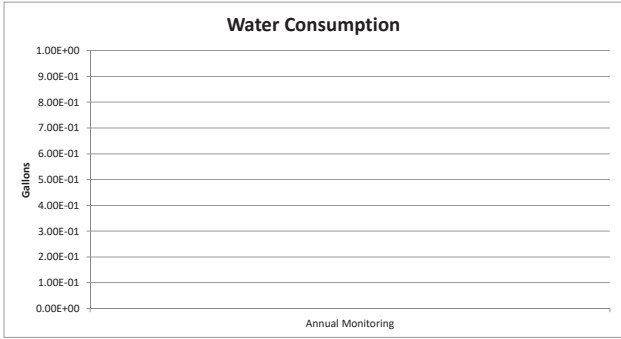 Water Consumption
1.00E+00
9.00E-01
8.00E-01
7.00E-01
6.00E-01
5.00E-01
4.00E-01
3.00E-01
2.00E-01
1.00E-01
0.00E+00
Gallons
Annual Monitoring